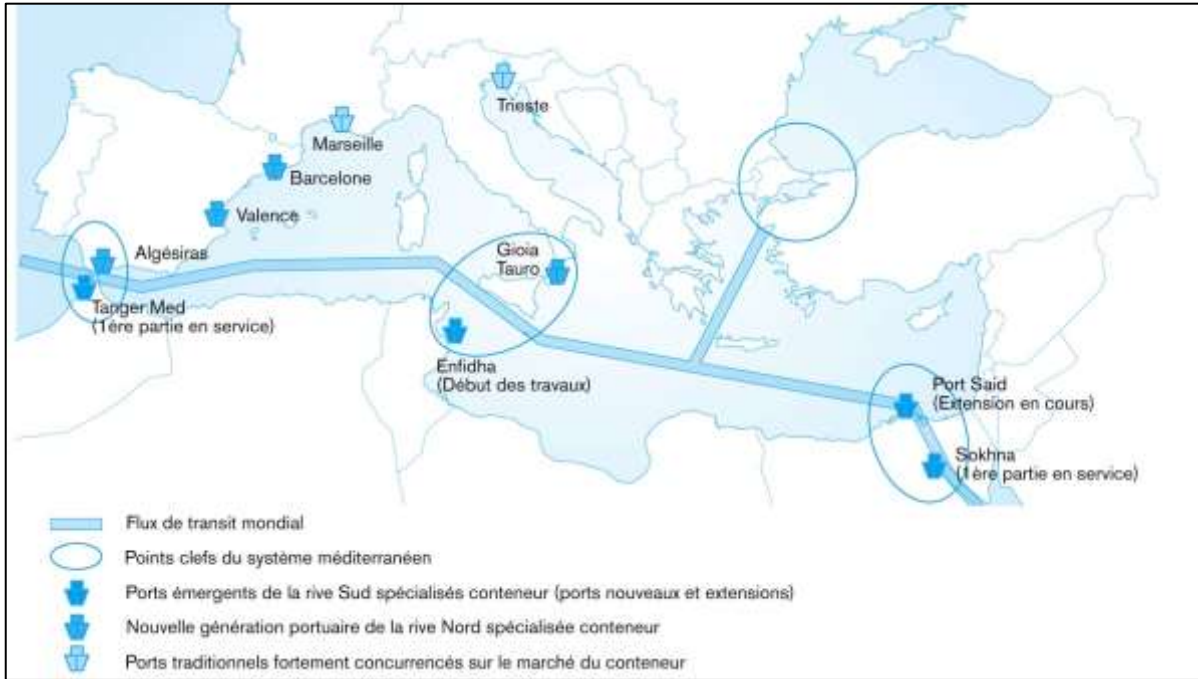 Trieste
Marseille
Barcelone
Valence
Algésiras
Gioia
Tauro
Tanger Med
(1ère partie en service)
Enfidha
(Début des travaux)
Port Said
(Extension en cours)
Sokhna
(1ère partie en service)
Flux de transit mondial
Points clefs du système méditerranéen
Ports émergents de la rive Sud spécialisés conteneur (ports nouveaux et extensions)
Nouvelle génération portuaire de la rive Nord spécialisée conteneur
Ports traditionnels fortement concurrencés sur le marché du conteneur